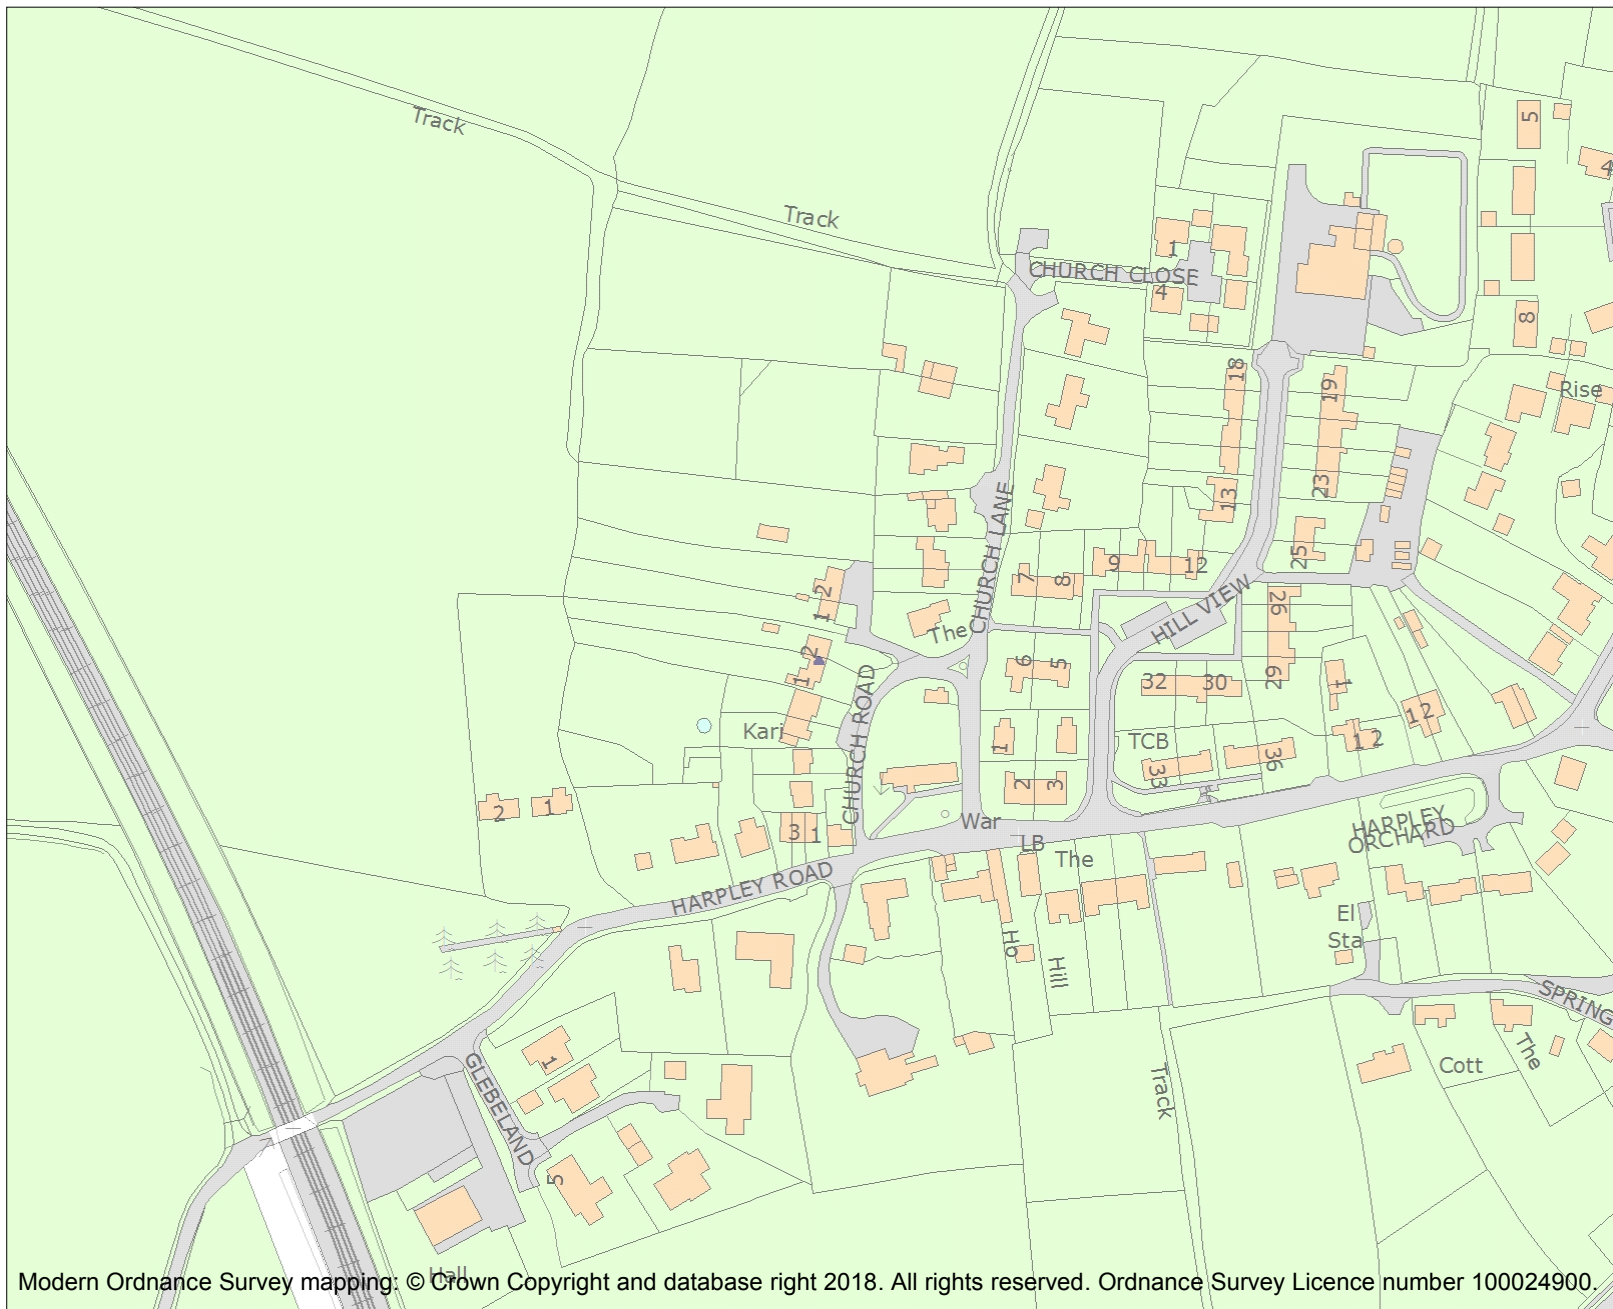 Track
5
4
Track
1
CHURCH CLOSE
4
8
18
19
Rise
13
23
CHURCH LANE
25
9
12
7
8
2
1
HILL VIEW
26
The
2
1
6
5
29
32
30
1
1 2
CHURCH ROAD
Kari
1
TCB
1 2
33
36
2
3
2
1
3 1
War
LB
The
HARPLEY
ORCHARD
HARPLEY ROAD
El
Sta
Ho
Hill
SPRING
1
GLEBELAND
Track
Cott
The
5
Hall
Modern Ordnance Survey mapping: © Crown Copyright and database right 2018. All rights reserved. Ordnance Survey Licence number 100024900.